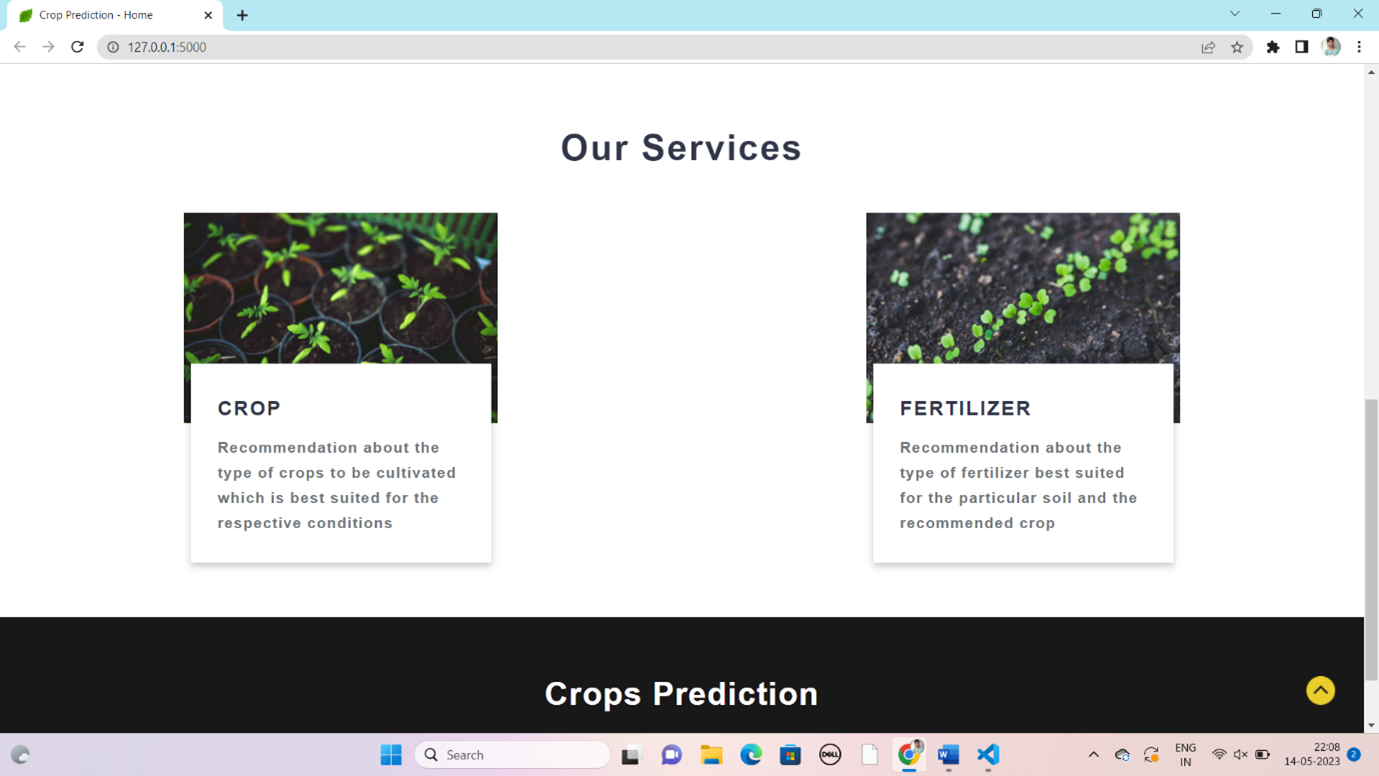 Crop Prediction - Home
127.0.0.1:5000
Our Services
CROP
Recommendation about the
type of crops to be cultivated
which is best suited for the
respective conditions
FERTILIZER
Recommendation about the
type of fertilizer best suited
for the particular soil and the
recommended crop
Crops Prediction
Search
DELL
W
ENG
IN
22:08
14-05-2023
2